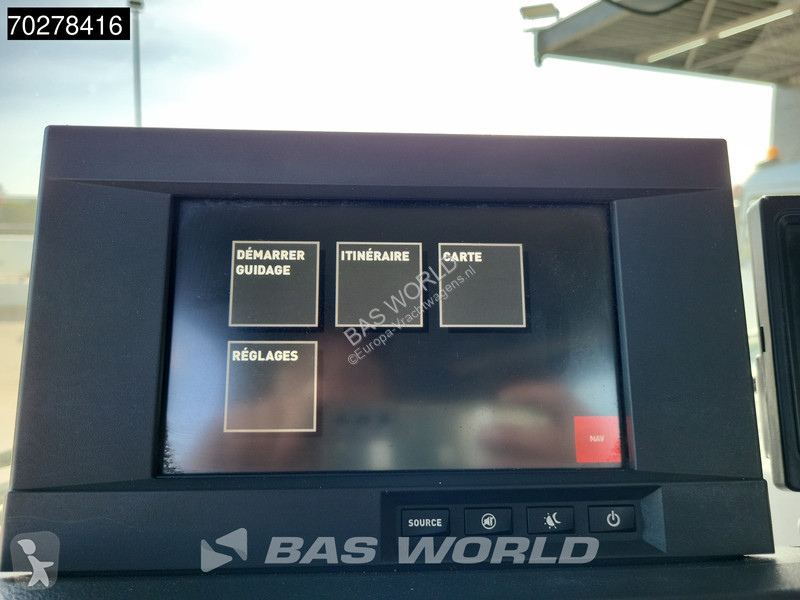 70278416
DÉMARRER
GUIDAGE
ITINÉRAIRE
CARTE
BAS WORLD
©Europa-Vrachtwagens.nl
RÉGLAGES
NAV
SOURCE
BAS WORLD